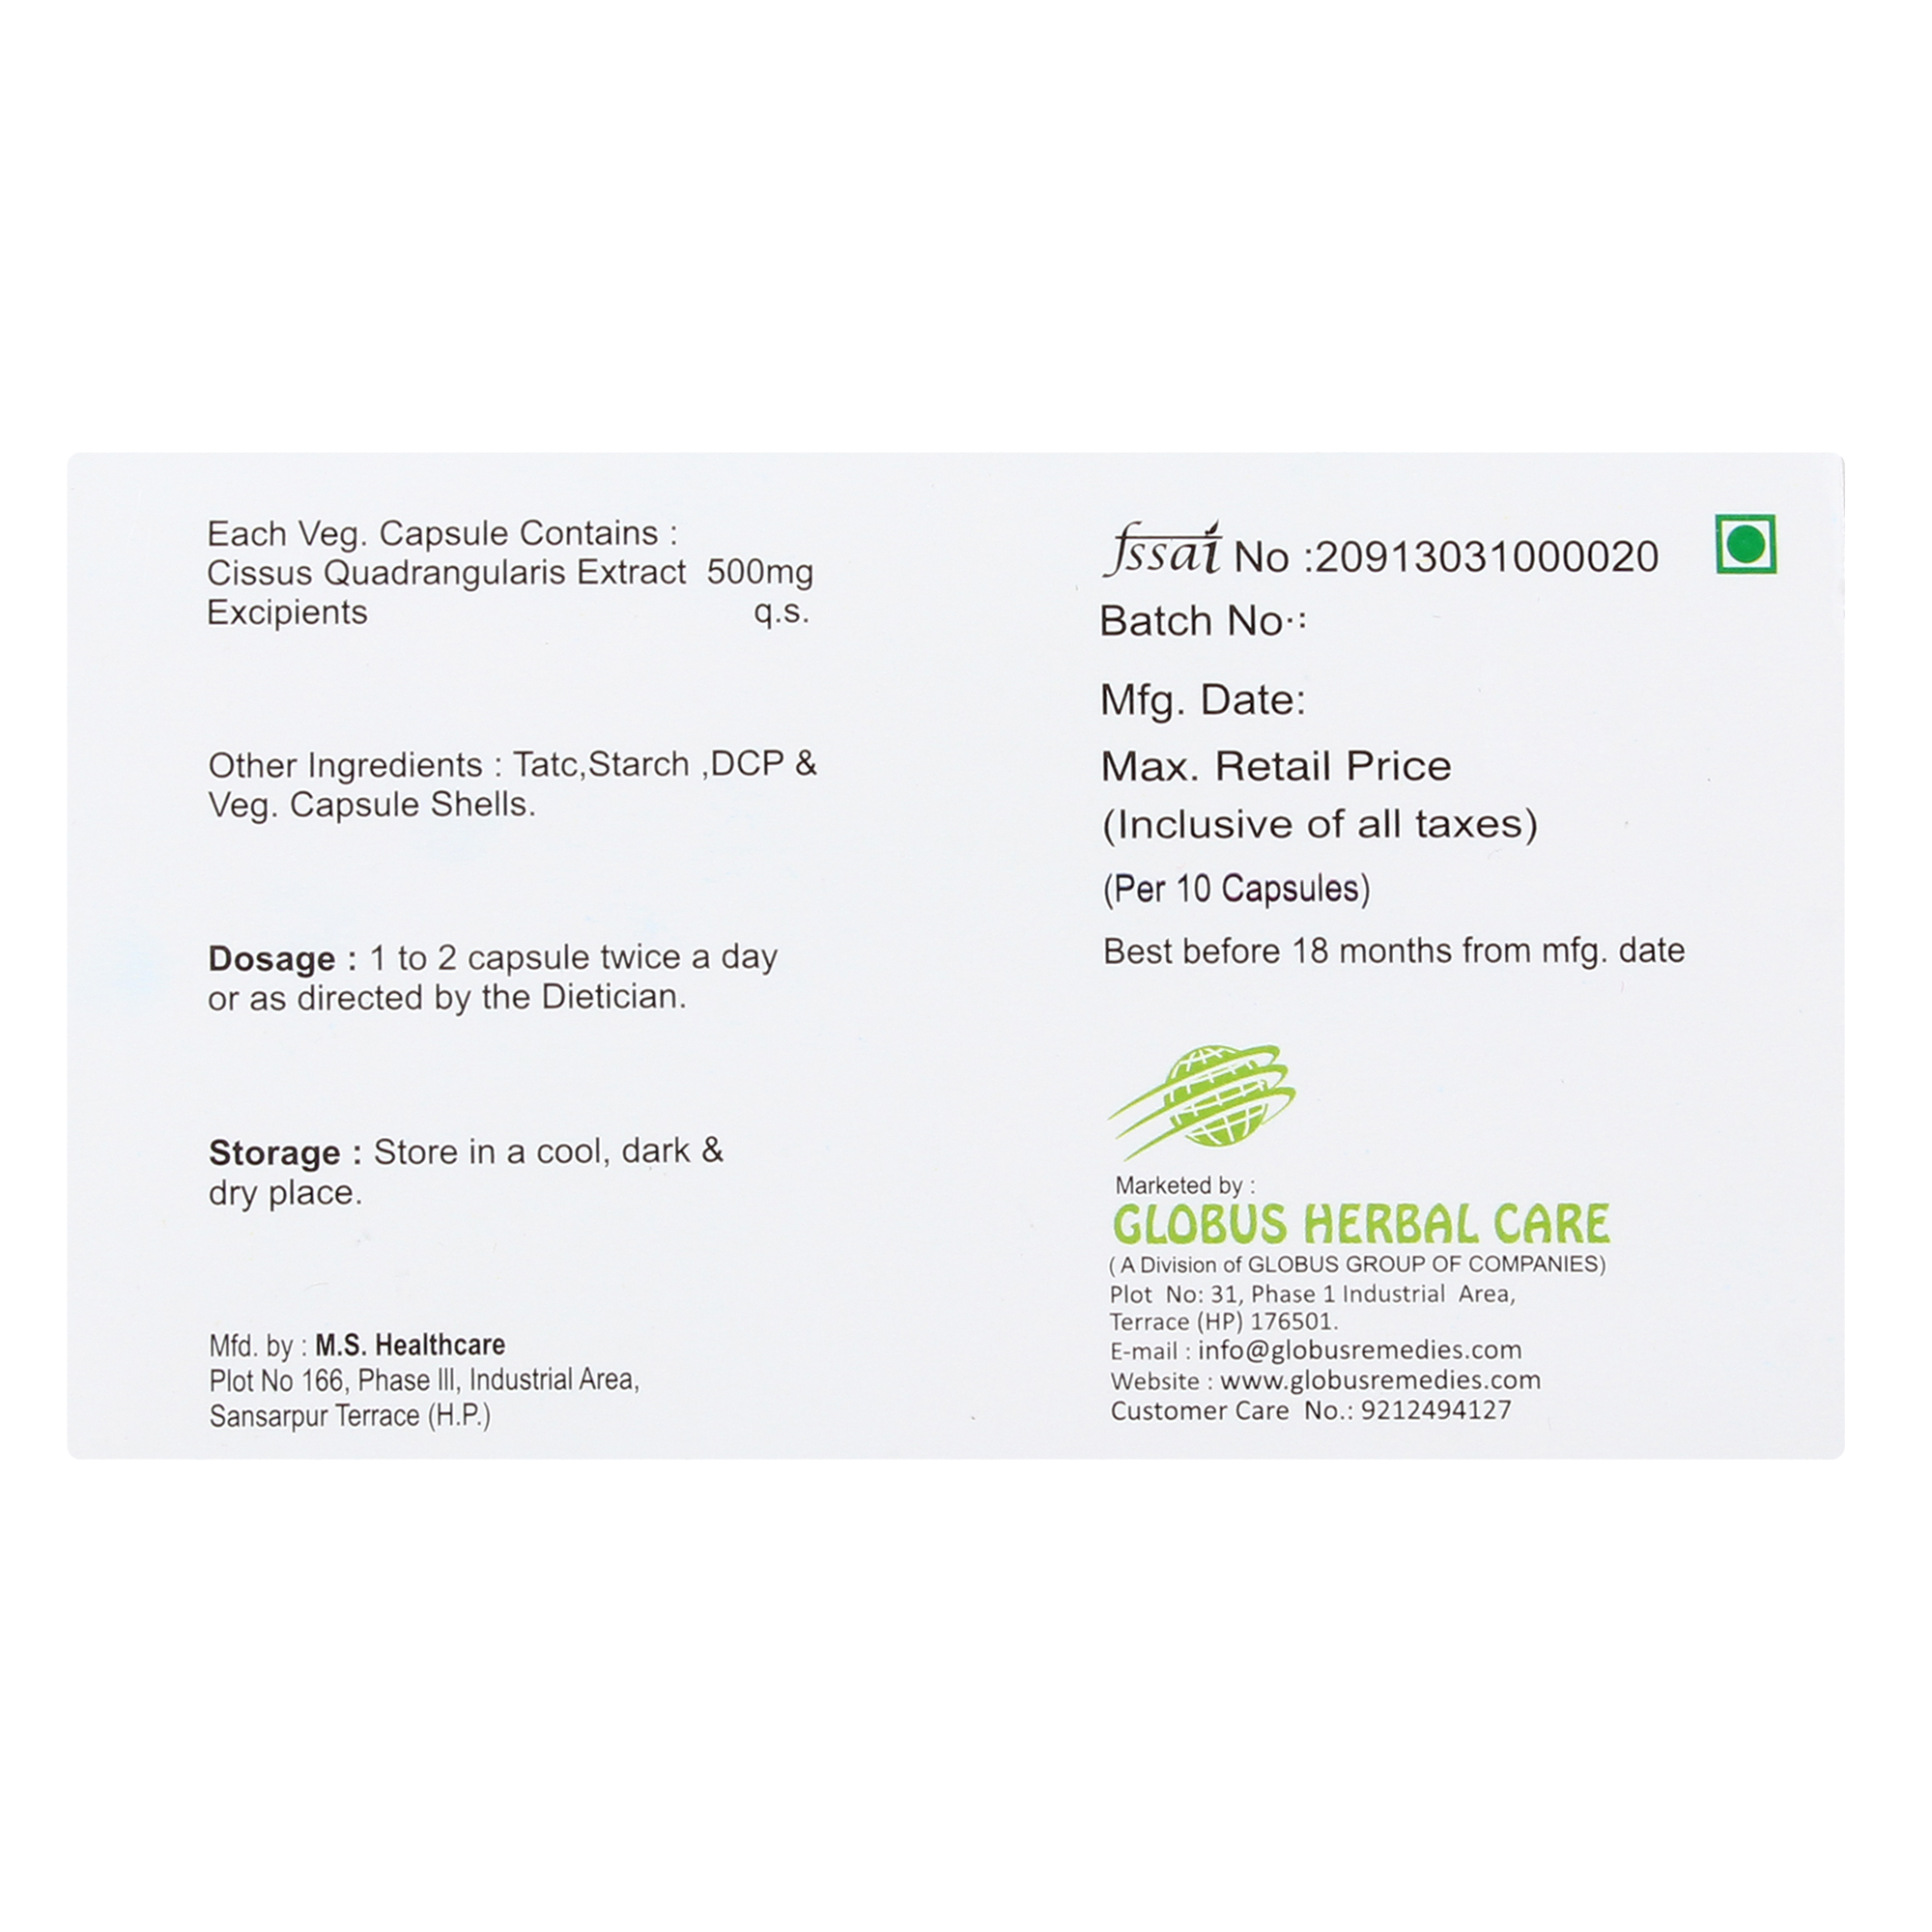 Each Veg. Capsule Contains :
Cissus Quadrangularis Extract 500mg
Excipients q.s.
Other Ingredients : Tatc,Starch ,DCP &
Veg. Capsule Shells.
Dosage : 1 to 2 capsule twice a day
or as directed by the Dietician.
Storage : Store in a cool, dark &
dry place.
Mfd. by : M.S. Healthcare
Plot No 166, Phase III, Industrial Area,
Sansarpur Terrace (H.P.)
fssai No :20913031000020
Batch No.:
Mfg. Date:
Max. Retail Price
(Inclusive of all taxes)
(Per 10 Capsules)
Best before 18 months from mfg. date
Marketed by :
GLOBUS HERBAL CARE
( A Division of GLOBUS GROUP OF COMPANIES)
Plot No: 31, Phase 1 Industrial Area,
Terrace (HP) 176501.
E-mail : info@globusremedies.com
Website : www.globusremedies.com
Customer Care No.: 9212494127